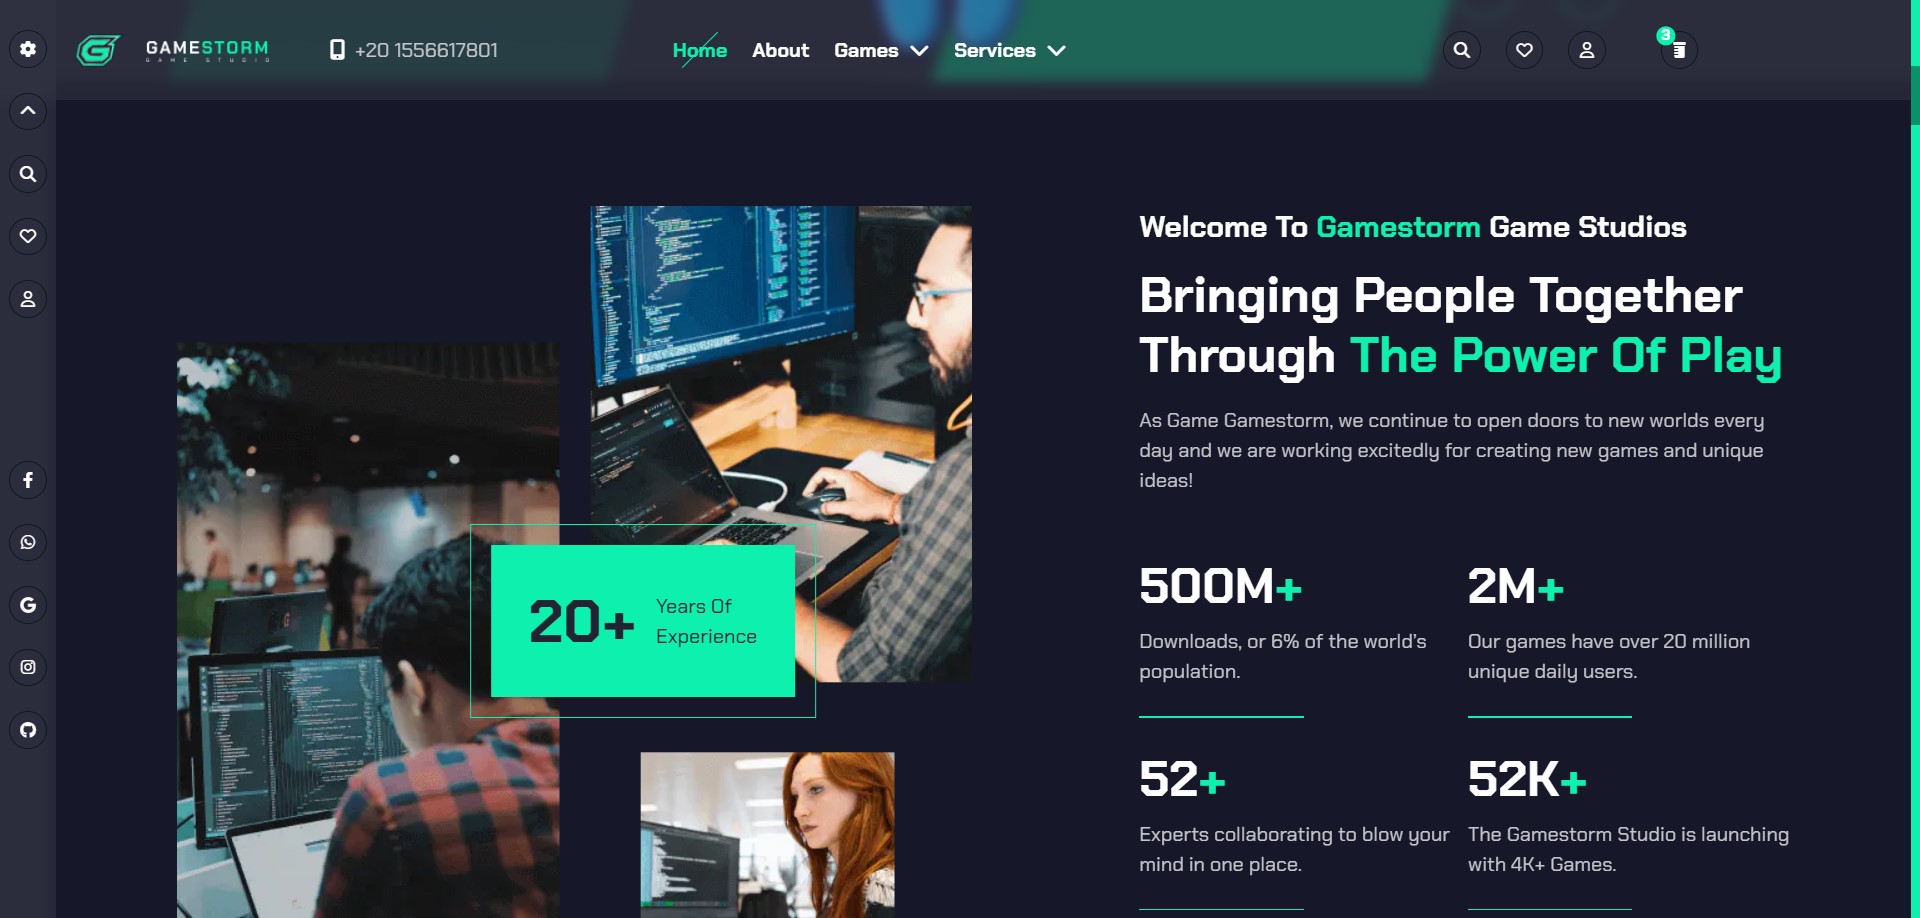 GAMESTORM
GAME STUDIO
+20 1556617801
Home
About
Games
Services
3
Welcome To Gamestorm Game Studios
Bringing People Together
Through The Power Of Play
As Game Gamestorm, we continue to open doors to new worlds every
day and we are working excitedly for creating new games and unique
ideas!
20+
Years Of
Experience
500M+
Downloads, or 6% of the world's
population.
2M+
Our games have over 20 million
unique daily users.
52+
Experts collaborating to blow your
mind in one place.
52K+
The Gamestorm Studio is launching
with 4K+ Games.